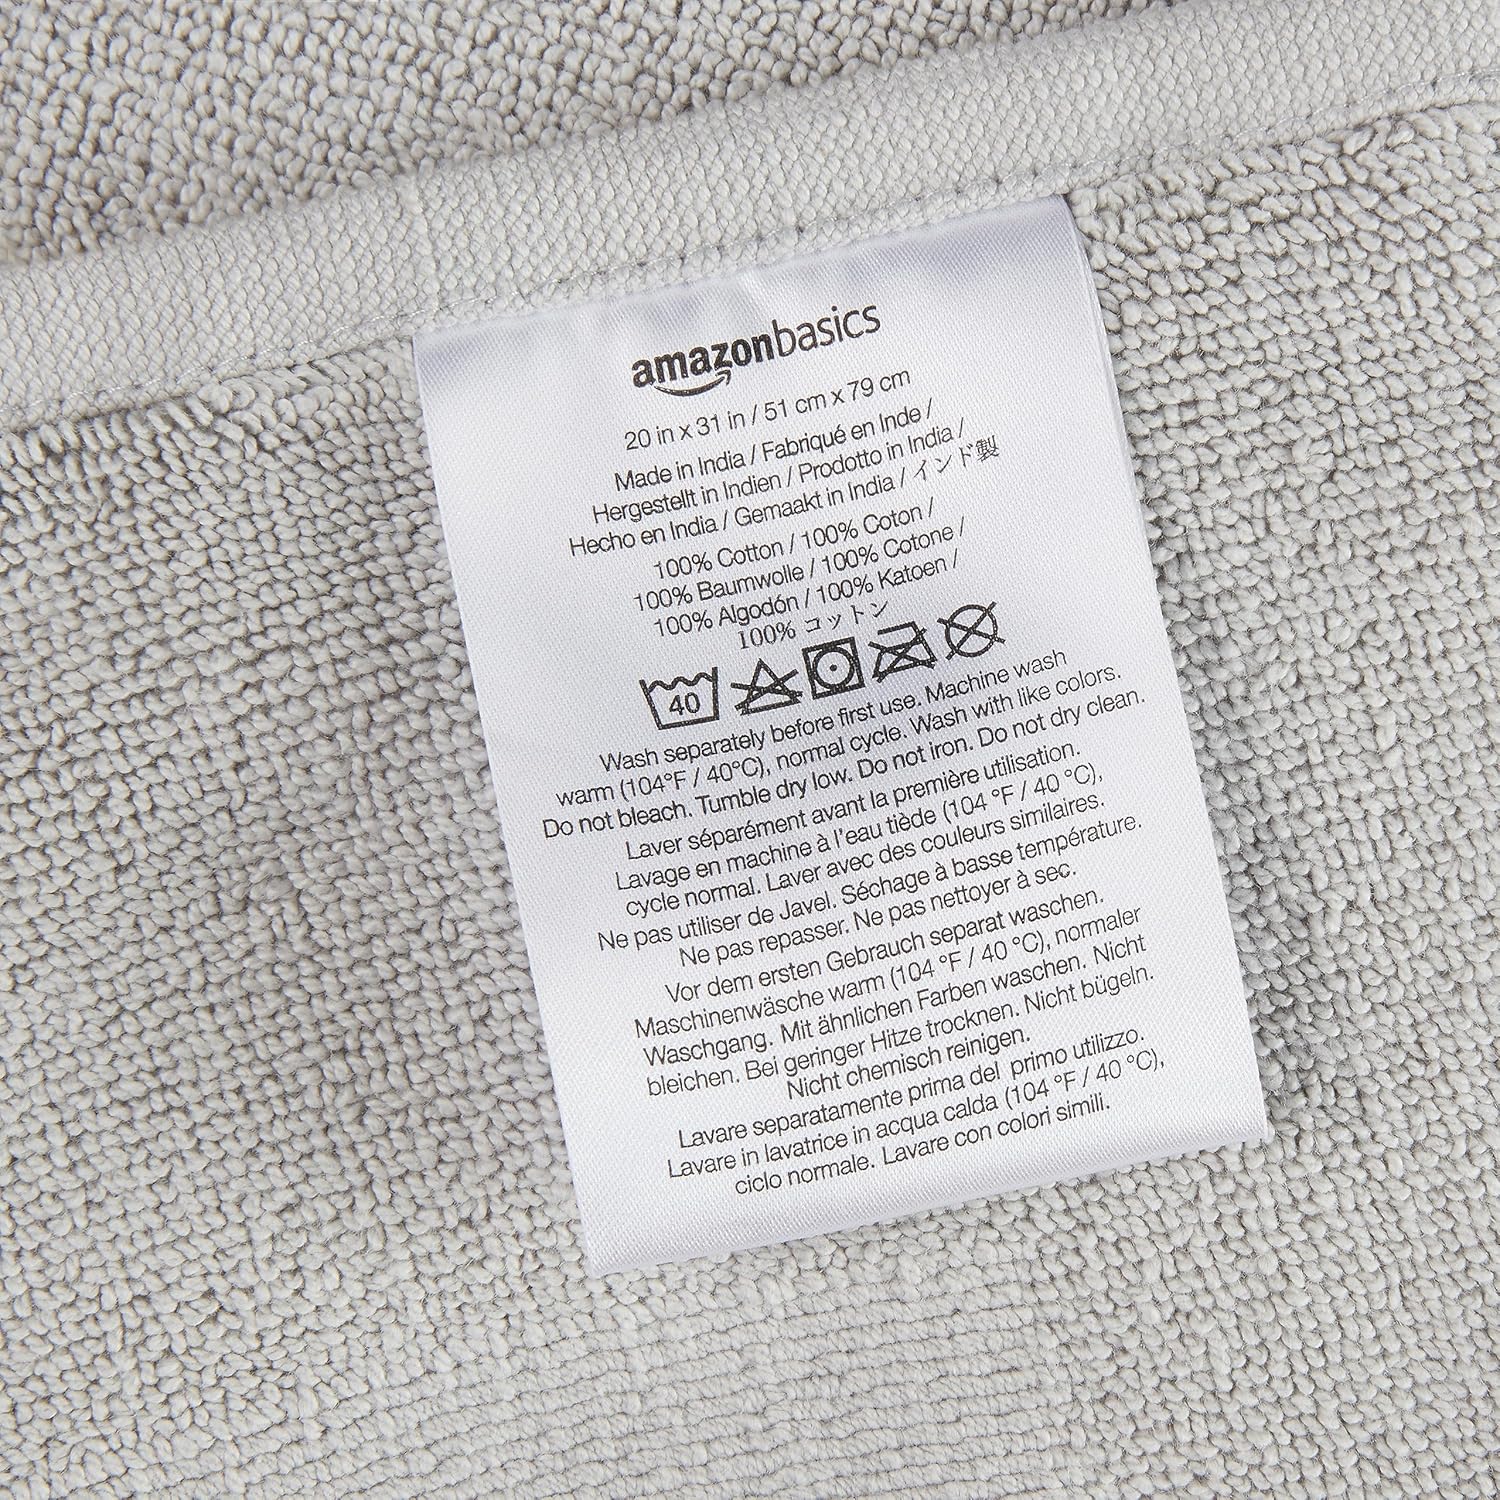 amazonbasics
20 in x 31 in / 51 cm x 79 cm
Made in India / Fabriqué en Inde /
Hergestellt in Indien / Prodotto in India /
Hecho en India / Gemaakt in India / インド製
100% Cotton / 100% Coton /
100% Baumwolle / 100% Cotone /
100% Algodón / 100% Katoen /
100% コットン
40
Wash separately before first use. Machine wash
warm (104°F / 40°C), normal cycle. Wash with like colors.
Do not bleach. Tumble dry low. Do not iron. Do not dry clean.
Laver séparément avant la première utilisation.
Lavage en machine à l'eau tiède (104 °F / 40 °C),
cycle normal. Laver avec des couleurs similaires.
Ne pas utiliser de Javel. Séchage à basse température.
Ne pas repasser. Ne pas nettoyer à sec.
Vor dem ersten Gebrauch separat waschen.
Maschinenwäsche warm (104 °F / 40 °C), normaler
Waschgang. Mit ähnlichen Farben waschen. Nicht
bleichen. Bei geringer Hitze trocknen. Nicht bügeln.
Nicht chemisch reinigen.
Lavare separatamente prima del primo utilizzo.
Lavare in lavatrice in acqua calda (104 °F / 40 °C),
ciclo normale. Lavare con colori simili.